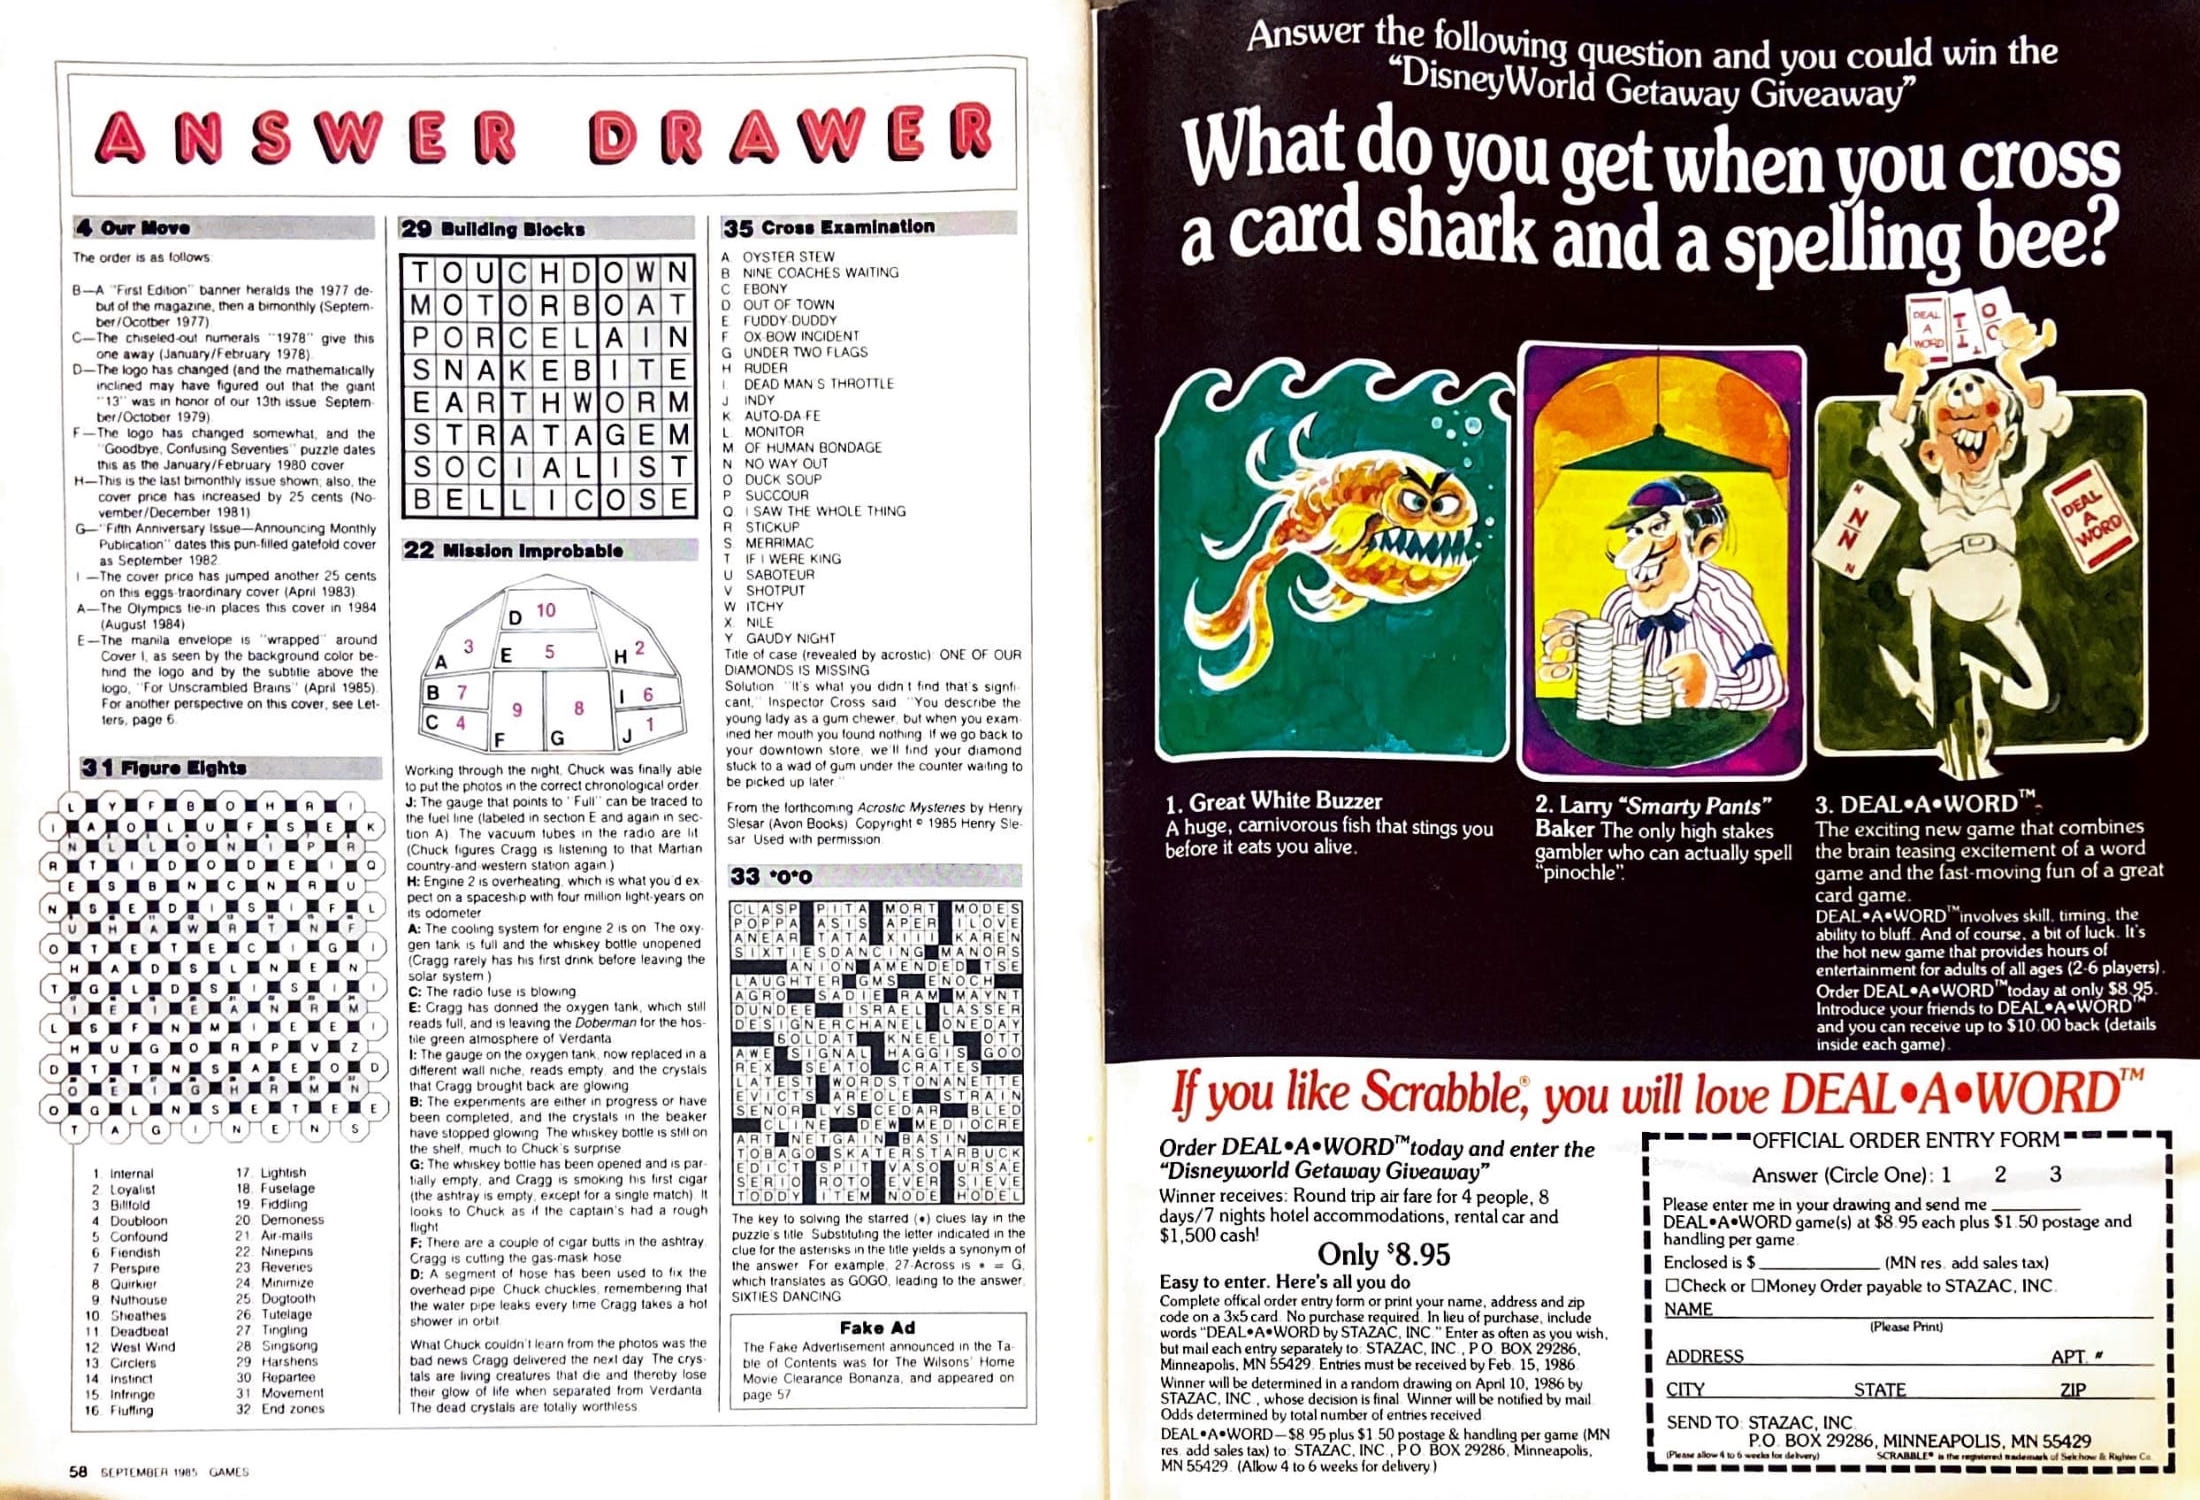 ANSWER DRAWER
4 Our Move
The order is as follows:
B—A "First Edition" banner heralds the 1977 de-
but of the magazine, then a bimonthly (Septem-
ber/Ocotber 1977)
C—The chiseled-out numerals "1978" give this
one away (January/February 1978)
D—The logo has changed (and the mathematically
inclined may have figured out that the giant
"13" was in honor of our 13th issue Septem-
ber/October 1979)
F—The logo has changed somewhat, and the
"Goodbye, Confusing Seventies" puzzle dates
this as the January/February 1980 cover
H—This is the last bimonthly issue shown; also, the
cover price has increased by 25 cents (No-
vember/December 1981)
G—"Fifth Anniversary Issue—Announcing Monthly
Publication" dates this pun-filled gatefold cover
as September 1982
I—The cover price has jumped another 25 cents
on this eggs-traordinary cover (April 1983)
A—The Olympics tie-in places this cover in 1984
(August 1984)
E—The manila envelope is "wrapped" around
Cover I, as seen by the background color be-
hind the logo and by the subtitle above the
logo, "For Unscrambled Brains" (April 1985)
For another perspective on this cover, see Let-
ters, page 6
31 Figure Eights
L Y F B O H A I
I A O L U F S E K
N L L O N I P R
R T I D O D E I Q
E S B N C N R U
N S E D I S I F L
U H A W R T N F
O T E T E C I G I
H A D S L N E N
T G L D S I S I I
I E I E A N R M
L S F N M I E E I
H U G O R P V Z
D T T N S A E O D
O E I G H R M N
O G L N S E T E E
T A G I N E N S
1 Internal
2 Loyalist
3 Billfold
4 Doubloon
5 Confound
6 Fiendish
7 Perspire
8 Quirkier
9 Nuthouse
10 Sheathes
11 Deadbeat
12 West Wind
13 Circlers
14 Instinct
15 Infringe
16 Fluffing
17 Lightish
18 Fuselage
19 Fiddling
20 Demoness
21 Air-mails
22 Ninepins
23 Reveries
24 Minimize
25 Dogtooth
26 Tutelage
27 Tingling
28 Singsong
29 Harshens
30 Repartee
31 Movement
32 End zones
58 SEPTEMBER 1985 GAMES
29 Building Blocks
TOUCHDOWN
MOTORBOAT
PORCELAIN
SNAKEBITE
EARTHWORM
STRATAGEM
SOCIALIST
BELLICOSE
22 Mission Improbable
D 10
A 3 E 5 H 2
B 7 I 6
C 4 F 9 G 8 J 1
Working through the night, Chuck was finally able
to put the photos in the correct chronological order
J: The gauge that points to "Full" can be traced to
the fuel line (labeled in section E and again in sec-
tion A). The vacuum tubes in the radio are lit
(Chuck figures Cragg is listening to that Martian
country-and-western station again.)
H: Engine 2 is overheating, which is what you'd ex-
pect on a spaceship with four million light-years on
its odometer
A: The cooling system for engine 2 is on The oxy-
gen tank is full and the whiskey bottle unopened
(Cragg rarely has his first drink before leaving the
solar system)
C: The radio fuse is blowing
E: Cragg has donned the oxygen tank, which still
reads full, and is leaving the Doberman for the hos-
tile green atmosphere of Verdanta
I: The gauge on the oxygen tank, now replaced in a
different wall niche, reads empty, and the crystals
that Cragg brought back are glowing
B: The experiments are either in progress or have
been completed, and the crystals in the beaker
have stopped glowing The whiskey bottle is still on
the shelf, much to Chuck's surprise
G: The whiskey bottle has been opened and is par-
tially empty, and Cragg is smoking his first cigar
(the ashtray is empty, except for a single match) It
looks to Chuck as if the captain's had a rough
flight
F: There are a couple of cigar butts in the ashtray.
Cragg is cutting the gas-mask hose
D: A segment of hose has been used to fix the
overhead pipe Chuck chuckles, remembering that
the water pipe leaks every time Cragg takes a hot
shower in orbit
What Chuck couldn't learn from the photos was the
bad news Cragg delivered the next day The crys-
tals are living creatures that die and thereby lose
their glow of life when separated from Verdanta
The dead crystals are totally worthless
35 Cross Examination
A OYSTER STEW
B NINE COACHES WAITING
C EBONY
D OUT OF TOWN
E FUDDY-DUDDY
F OX-BOW INCIDENT
G UNDER TWO FLAGS
H RUDER
I DEAD MAN'S THROTTLE
J INDY
K AUTO-DA-FE
L MONITOR
M OF HUMAN BONDAGE
N NO WAY OUT
O DUCK SOUP
P SUCCOUR
Q I SAW THE WHOLE THING
R STICKUP
S MERRIMAC
T IF I WERE KING
U SABOTEUR
V SHOTPUT
W ITCHY
X NILE
Y GAUDY NIGHT
Title of case (revealed by acrostic) ONE OF OUR
DIAMONDS IS MISSING
Solution "It's what you didn't find that's signifi-
cant," Inspector Cross said "You describe the
young lady as a gum chewer, but when you exam-
ined her mouth you found nothing If we go back to
your downtown store, we'll find your diamond
stuck to a wad of gum under the counter waiting to
be picked up later"
From the forthcoming Acrostic Mysteries by Henry
Slesar (Avon Books) Copyright © 1985 Henry Sle-
sar Used with permission
33 *O*O
CLASP PITA MORT MODES
POPPA ASIS APER ILOVE
ANEAR TATA XIII KAREN
SIXTIESDANCING MANORS
ANION AMENDED TSE
LAUGHTER GMS ENOCH
AGRO SADIE RAM MAYNT
DUNDEE ISRAEL LASSER
DESIGNERCHANEL ONEDAY
SOLDAT KNEEL OTT
AWE SIGNAL HAGGIS GOO
REX SEATO CRATES
LATEST WORDSTONANETTE
EVICTS AREOLE STRAIN
SENOR LYS CEDAR BLED
CLINE DEW MEDIOCRE
ART NETGAIN BASIN
TOBAGO SKATERSTARBUCK
EDICT SPIT VASO URSAE
SERIO ROTO EVER SIEVE
TODDY ITEM NODE HODEL
The key to solving the starred (*) clues lay in the
puzzle's title Substituting the letter indicated in the
clue for the asterisks in the title yields a synonym of
the answer For example, 27-Across is * = G,
which translates as GOGO, leading to the answer,
SIXTIES DANCING
Fake Ad
The Fake Advertisement announced in the Ta-
ble of Contents was for The Wilsons' Home
Movie Clearance Bonanza, and appeared on
page 57
Answer the following question and you could win the
"DisneyWorld Getaway Giveaway"
What do you get when you cross
a card shark and a spelling bee?
DEAL
A
WORD
T
O
C
N
N
N
N
DEAL
A
WORD
1. Great White Buzzer
A huge, carnivorous fish that stings you
before it eats you alive.
2. Larry "Smarty Pants"
Baker The only high stakes
gambler who can actually spell
"pinochle".
3. DEAL•A•WORD™
The exciting new game that combines
the brain teasing excitement of a word
game and the fast-moving fun of a great
card game.
DEAL•A•WORD™ involves skill, timing, the
ability to bluff. And of course, a bit of luck. It's
the hot new game that provides hours of
entertainment for adults of all ages (2-6 players).
Order DEAL•A•WORD™ today at only $8.95.
Introduce your friends to DEAL•A•WORD™
and you can receive up to $10.00 back (details
inside each game).
If you like Scrabble®, you will love DEAL•A•WORD™
Order DEAL•A•WORD™ today and enter the
"Disneyworld Getaway Giveaway"
Winner receives: Round trip air fare for 4 people, 8
days/7 nights hotel accommodations, rental car and
$1,500 cash!
Only $8.95
Easy to enter. Here's all you do
Complete offical order entry form or print your name, address and zip
code on a 3x5 card. No purchase required. In lieu of purchase, include
words "DEAL•A•WORD by STAZAC, INC." Enter as often as you wish,
but mail each entry separately to: STAZAC, INC., P.O. BOX 29286,
Minneapolis, MN 55429. Entries must be received by Feb. 15, 1986.
Winner will be determined in a random drawing on April 10, 1986 by
STAZAC, INC., whose decision is final. Winner will be notified by mail.
Odds determined by total number of entries received.
DEAL•A•WORD—$8.95 plus $1.50 postage & handling per game (MN
res. add sales tax) to: STAZAC, INC., P.O. BOX 29286, Minneapolis,
MN 55429. (Allow 4 to 6 weeks for delivery.)
OFFICIAL ORDER ENTRY FORM
Answer (Circle One): 1 2 3
Please enter me in your drawing and send me
DEAL•A•WORD game(s) at $8.95 each plus $1.50 postage and
handling per game.
Enclosed is $ (MN res. add sales tax)
☐Check or ☐Money Order payable to STAZAC, INC.
NAME
(Please Print)
ADDRESS APT. #
CITY STATE ZIP
SEND TO: STAZAC, INC.
P.O. BOX 29286, MINNEAPOLIS, MN 55429
(Please allow 4 to 6 weeks for delivery) SCRABBLE® is the registered trademark of Selchow & Righter Co.